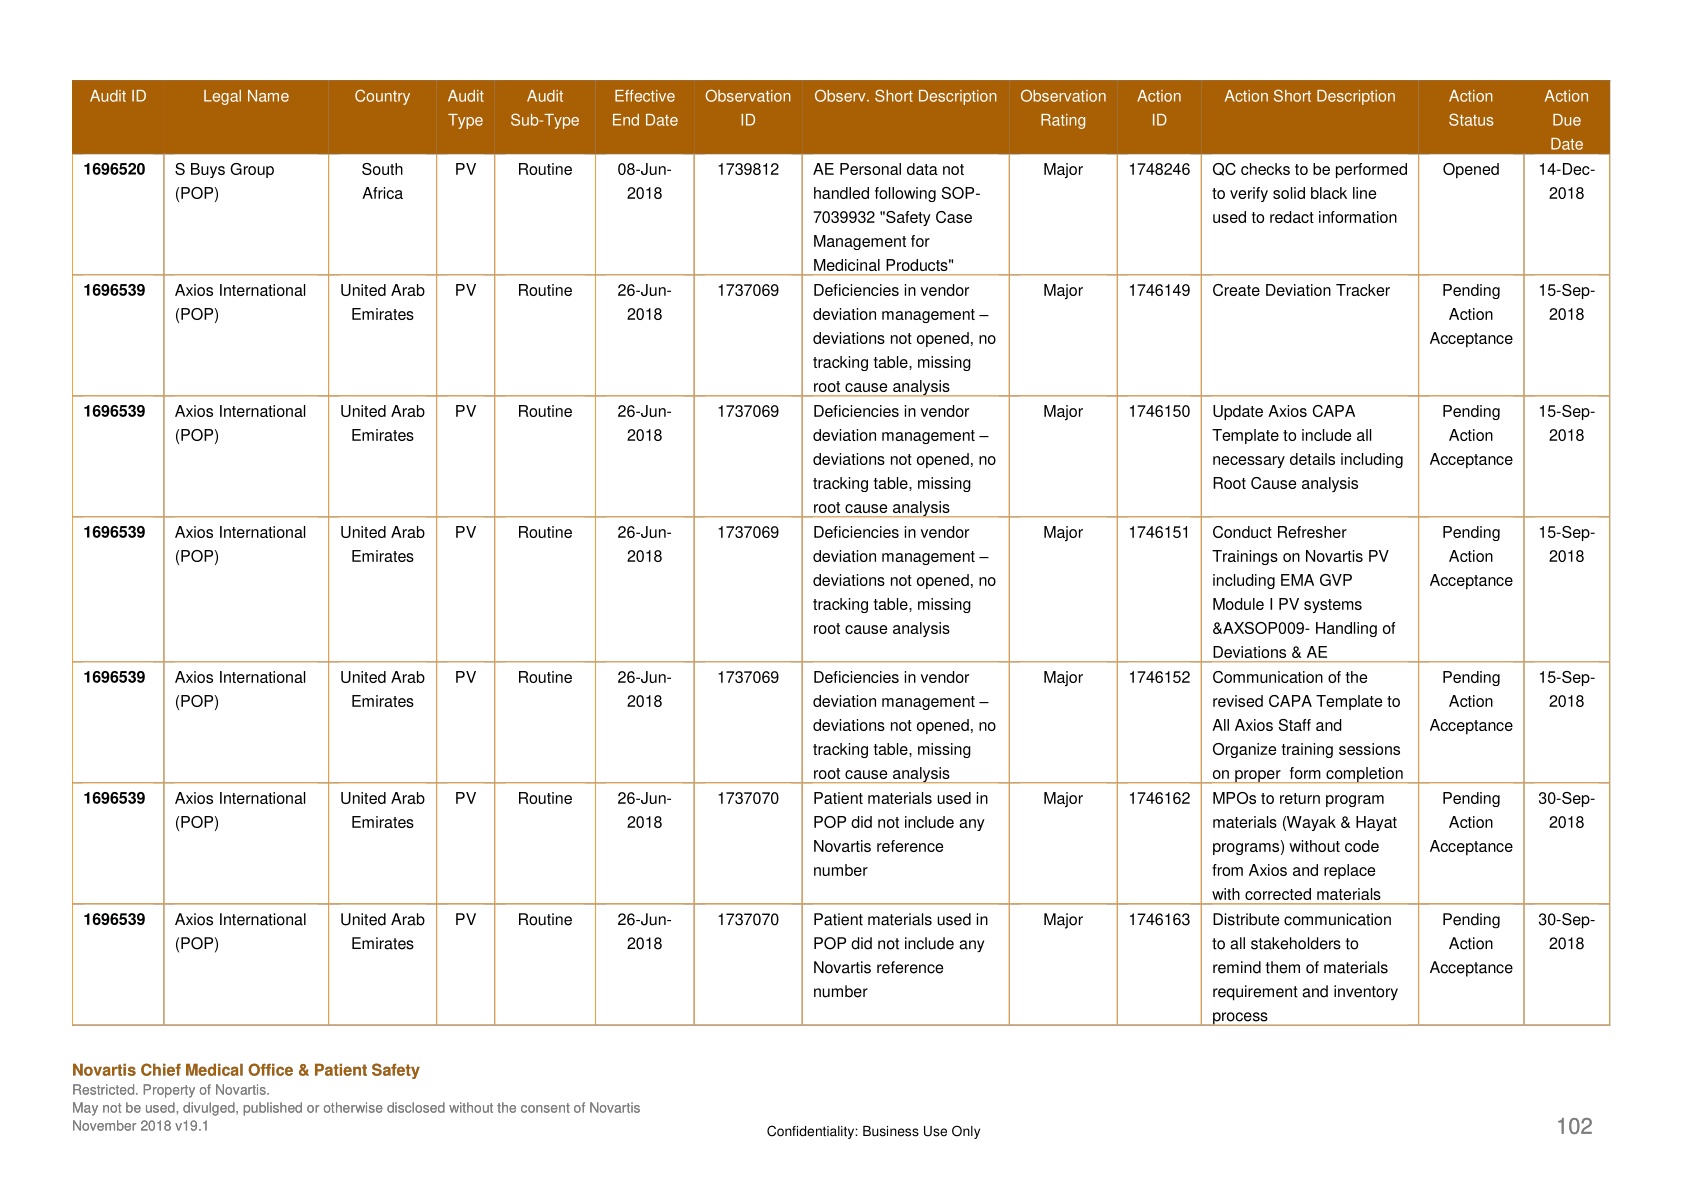 Audit ID Legal Name Country Audit Audit Effective Observation Observ. Short Description Observation Action Action Short Description Action Action
Type Sub-Type End Date ID Rating ID Status Due
Date
1696520 S Buys Group South PV Routine 08-Jun- 1739812 AE Personal data not Major 1748246 QC checks to be performed Opened 14-Dec-
(POP) Africa 2018 handled following SOP- to verify solid black line 2018
7039932 "Safety Case used to redact information
Management for
Medicinal Products"
1696539 Axios International United Arab PV Routine 26-Jun- 1737069 Deficiencies in vendor Major 1746149 Create Deviation Tracker Pending 15-Sep-
(POP) Emirates 2018 deviation management – Action 2018
deviations not opened, no Acceptance
tracking table, missing
root cause analysis
1696539 Axios International United Arab PV Routine 26-Jun- 1737069 Deficiencies in vendor Major 1746150 Update Axios CAPA Pending 15-Sep-
(POP) Emirates 2018 deviation management – Template to include all Action 2018
deviations not opened, no necessary details including Acceptance
tracking table, missing Root Cause analysis
root cause analysis
1696539 Axios International United Arab PV Routine 26-Jun- 1737069 Deficiencies in vendor Major 1746151 Conduct Refresher Pending 15-Sep-
(POP) Emirates 2018 deviation management – Trainings on Novartis PV Action 2018
deviations not opened, no including EMA GVP Acceptance
tracking table, missing Module I PV systems
root cause analysis &AXSOP009- Handling of
Deviations & AE
1696539 Axios International United Arab PV Routine 26-Jun- 1737069 Deficiencies in vendor Major 1746152 Communication of the Pending 15-Sep-
(POP) Emirates 2018 deviation management – revised CAPA Template to Action 2018
deviations not opened, no All Axios Staff and Acceptance
tracking table, missing Organize training sessions
root cause analysis on proper  form completion
1696539 Axios International United Arab PV Routine 26-Jun- 1737070 Patient materials used in Major 1746162 MPOs to return program Pending 30-Sep-
(POP) Emirates 2018 POP did not include any materials (Wayak & Hayat Action 2018
Novartis reference programs) without code Acceptance
number from Axios and replace
with corrected materials
1696539 Axios International United Arab PV Routine 26-Jun- 1737070 Patient materials used in Major 1746163 Distribute communication Pending 30-Sep-
(POP) Emirates 2018 POP did not include any to all stakeholders to Action 2018
Novartis reference remind them of materials Acceptance
number requirement and inventory
process
Novartis Chief Medical Office & Patient Safety
Restricted. Property of Novartis.
May not be used, divulged, published or otherwise disclosed without the consent of Novartis
November 2018 v19.1
Confidentiality: Business Use Only
102